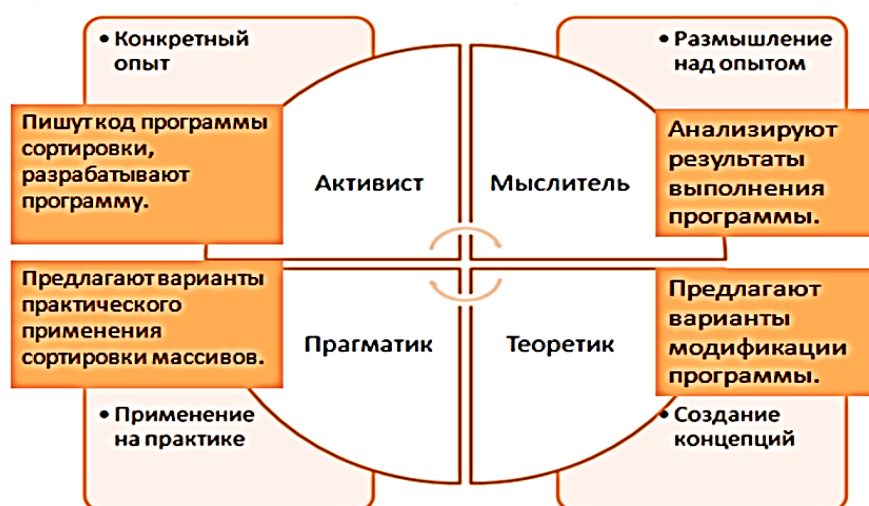 • Конкретный
опыт
• Размышление
над опытом
Пишут код программы
сортировки,
разрабатывают
программу.
Активист
Мыслитель
Анализируют
результаты
выполнения
программы.
Предлагают варианты
практического
применения
сортировки массивов.
Прагматик
Теоретик
Предлагают
варианты
модификации
программы.
• Применение
на практике
• Создание
концепций